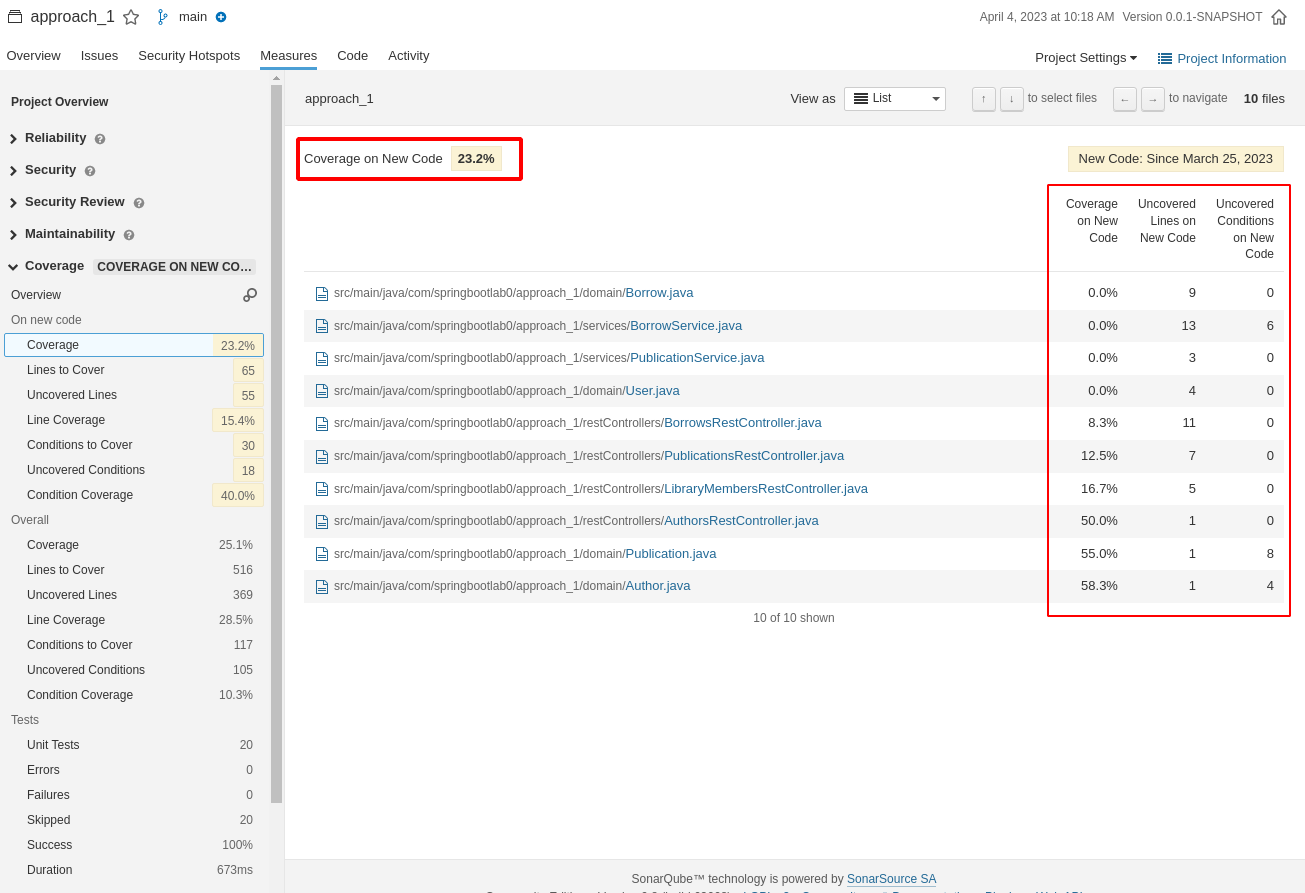 approach_1 main April 4, 2023 at 10:18 AM Version 0.0.1-SNAPSHOT
Overview Issues Security Hotspots Measures Code Activity Project Settings Project Information
Project Overview
Reliability
Security
Security Review
Maintainability
Coverage COVERAGE ON NEW CO...
Overview
On new code
Coverage 23.2%
Lines to Cover 65
Uncovered Lines 55
Line Coverage 15.4%
Conditions to Cover 30
Uncovered Conditions 18
Condition Coverage 40.0%
Overall
Coverage 25.1%
Lines to Cover 516
Uncovered Lines 369
Line Coverage 28.5%
Conditions to Cover 117
Uncovered Conditions 105
Condition Coverage 10.3%
Tests
Unit Tests 20
Errors 0
Failures 0
Skipped 20
Success 100%
Duration 673ms
approach_1 View as List ↑ ↓ to select files ← → to navigate 10 files
Coverage on New Code 23.2% New Code: Since March 25, 2023
Coverage Uncovered Uncovered
on New Lines on Conditions
Code New Code on New
Code
src/main/java/com/springbootlab0/approach_1/domain/Borrow.java 0.0% 9 0
src/main/java/com/springbootlab0/approach_1/services/BorrowService.java 0.0% 13 6
src/main/java/com/springbootlab0/approach_1/services/PublicationService.java 0.0% 3 0
src/main/java/com/springbootlab0/approach_1/domain/User.java 0.0% 4 0
src/main/java/com/springbootlab0/approach_1/restControllers/BorrowsRestController.java 8.3% 11 0
src/main/java/com/springbootlab0/approach_1/restControllers/PublicationsRestController.java 12.5% 7 0
src/main/java/com/springbootlab0/approach_1/restControllers/LibraryMembersRestController.java 16.7% 5 0
src/main/java/com/springbootlab0/approach_1/restControllers/AuthorsRestController.java 50.0% 1 0
src/main/java/com/springbootlab0/approach_1/domain/Publication.java 55.0% 1 8
src/main/java/com/springbootlab0/approach_1/domain/Author.java 58.3% 1 4
10 of 10 shown
SonarQube™ technology is powered by SonarSource SA